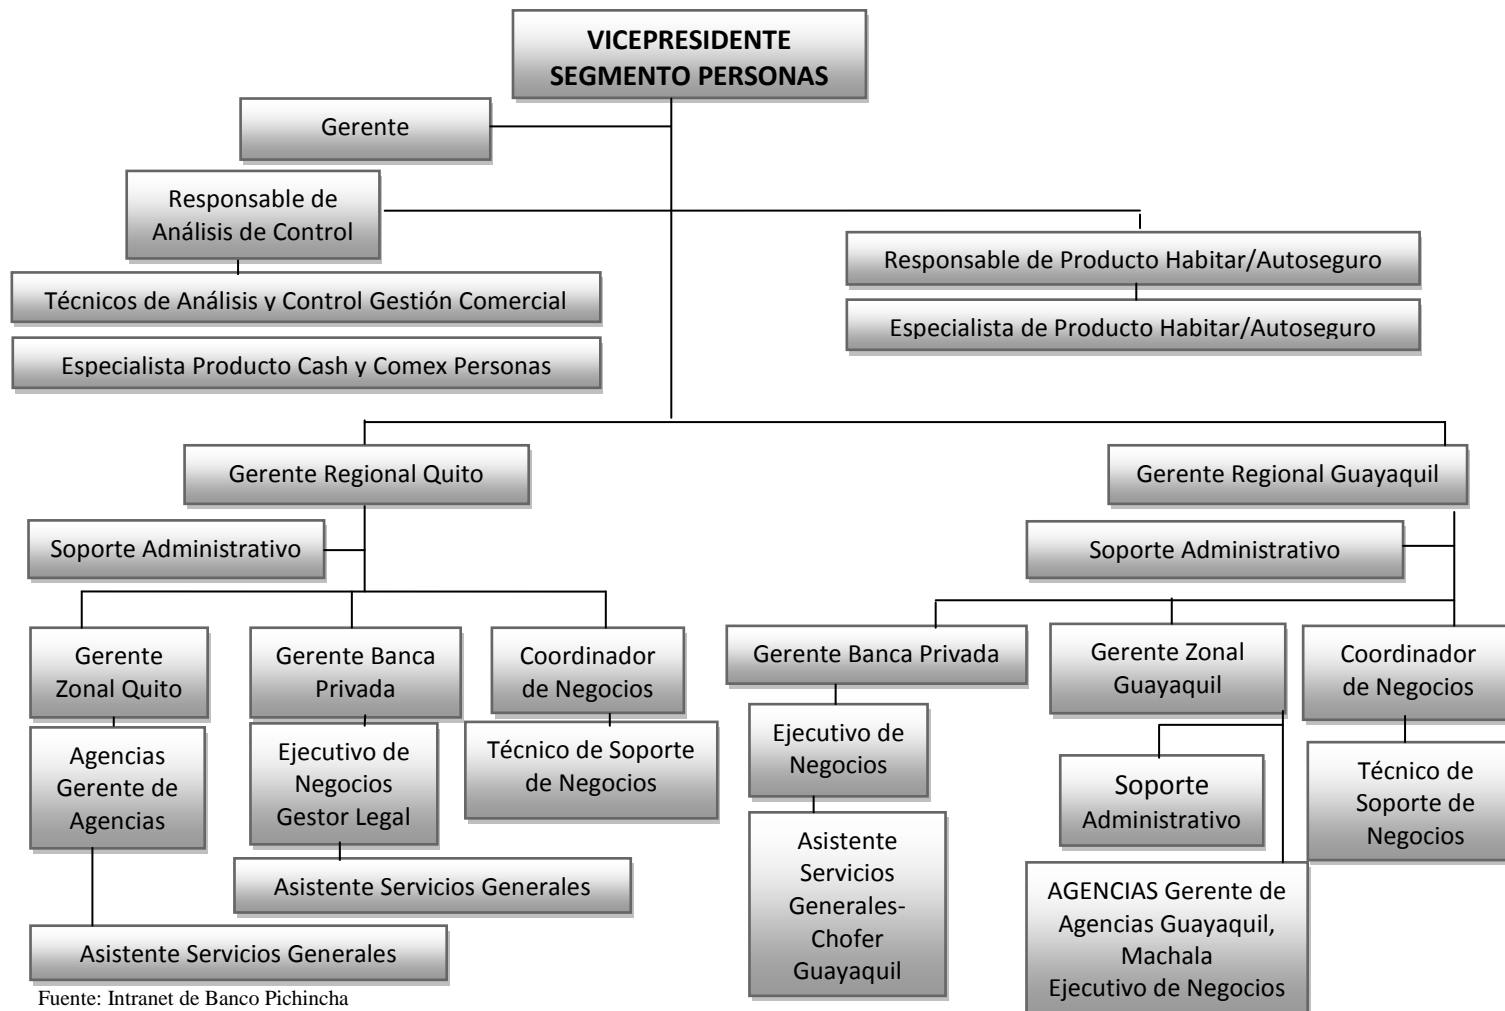 VICEPRESIDENTE
SEGMENTO PERSONAS
Gerente
Responsable de
Análisis de Control
Responsable de Producto Habitar/Autoseguro
Técnicos de Análisis y Control Gestión Comercial
Especialista de Producto Habitar/Autoseguro
Especialista Producto Cash y Comex Personas
Gerente Regional Quito
Gerente Regional Guayaquil
Soporte Administrativo
Soporte Administrativo
Gerente
Zonal Quito
Gerente Banca
Privada
Coordinador
de Negocios
Gerente Banca Privada
Gerente Zonal
Guayaquil
Coordinador
de Negocios
Agencias
Gerente de
Agencias
Ejecutivo de
Negocios
Gestor Legal
Técnico de Soporte
de Negocios
Ejecutivo de
Negocios
Soporte
Administrativo
Técnico de
Soporte de
Negocios
Asistente Servicios Generales
Asistente
Servicios
Generales-
Chofer
Guayaquil
AGENCIAS Gerente de
Agencias Guayaquil,
Machala
Ejecutivo de Negocios
Asistente Servicios Generales
Fuente: Intranet de Banco Pichincha